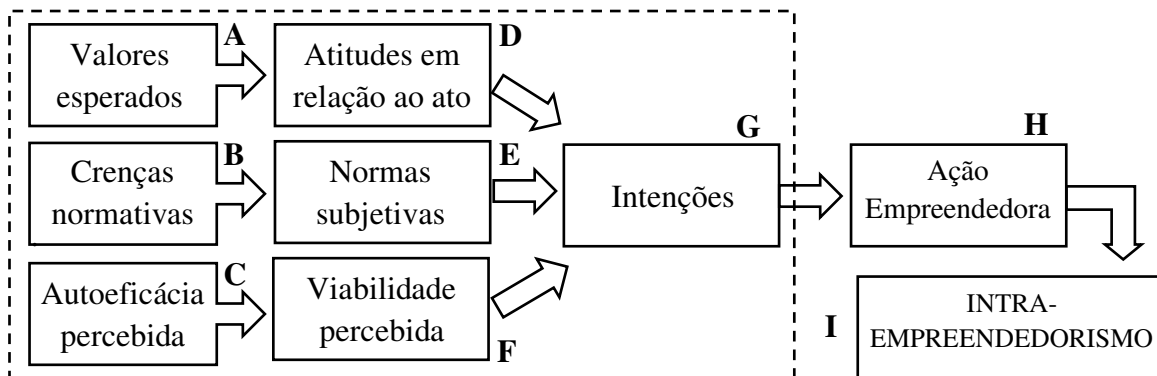 A
Valores
esperados
D
Atitudes em
relação ao ato
B
Crenças
normativas
E
Normas
subjetivas
C
Autoeficácia
percebida
Viabilidade
percebida
F
G
Intenções
H
Ação
Empreendedora
I
INTRA-
EMPREENDEDORISMO